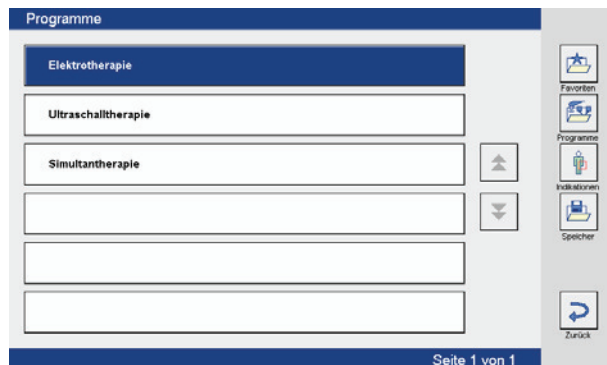 Programme
Elektrotherapie
Ultraschalltherapie
Simultantherapie
Favoriten
Programme
Indikationen
Speicher
Zurück
Seite 1 von 1